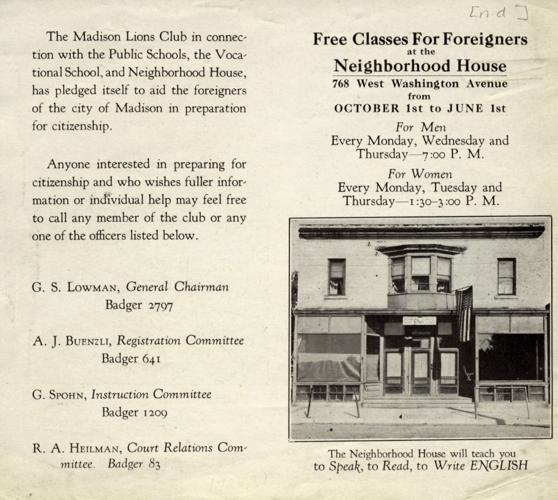 The Madison Lions Club in connec-
tion with the Public Schools, the Voca-
tional School, and Neighborhood House,
has pledged itself to aid the foreigners
of the city of Madison in preparation
for citizenship.
Anyone interested in preparing for
citizenship and who wishes fuller infor-
mation or individual help may feel free
to call any member of the club or any
one of the officers listed below.
G. S. LOWMAN, General Chairman
Badger 2797
A. J. BUENZLI, Registration Committee
Badger 641
G. SPOHN, Instruction Committee
Badger 1209
R. A. HEILMAN, Court Relations Com-
mittee. Badger 83
[n d]
Free Classes For Foreigners
at the
Neighborhood House
768 West Washington Avenue
from
OCTOBER 1st to JUNE 1st
For Men
Every Monday, Wednesday and
Thursday—7:00 P. M.
For Women
Every Monday, Tuesday and
Thursday—1:30-3:00 P. M.
The Neighborhood House will teach you
to Speak, to Read, to Write ENGLISH